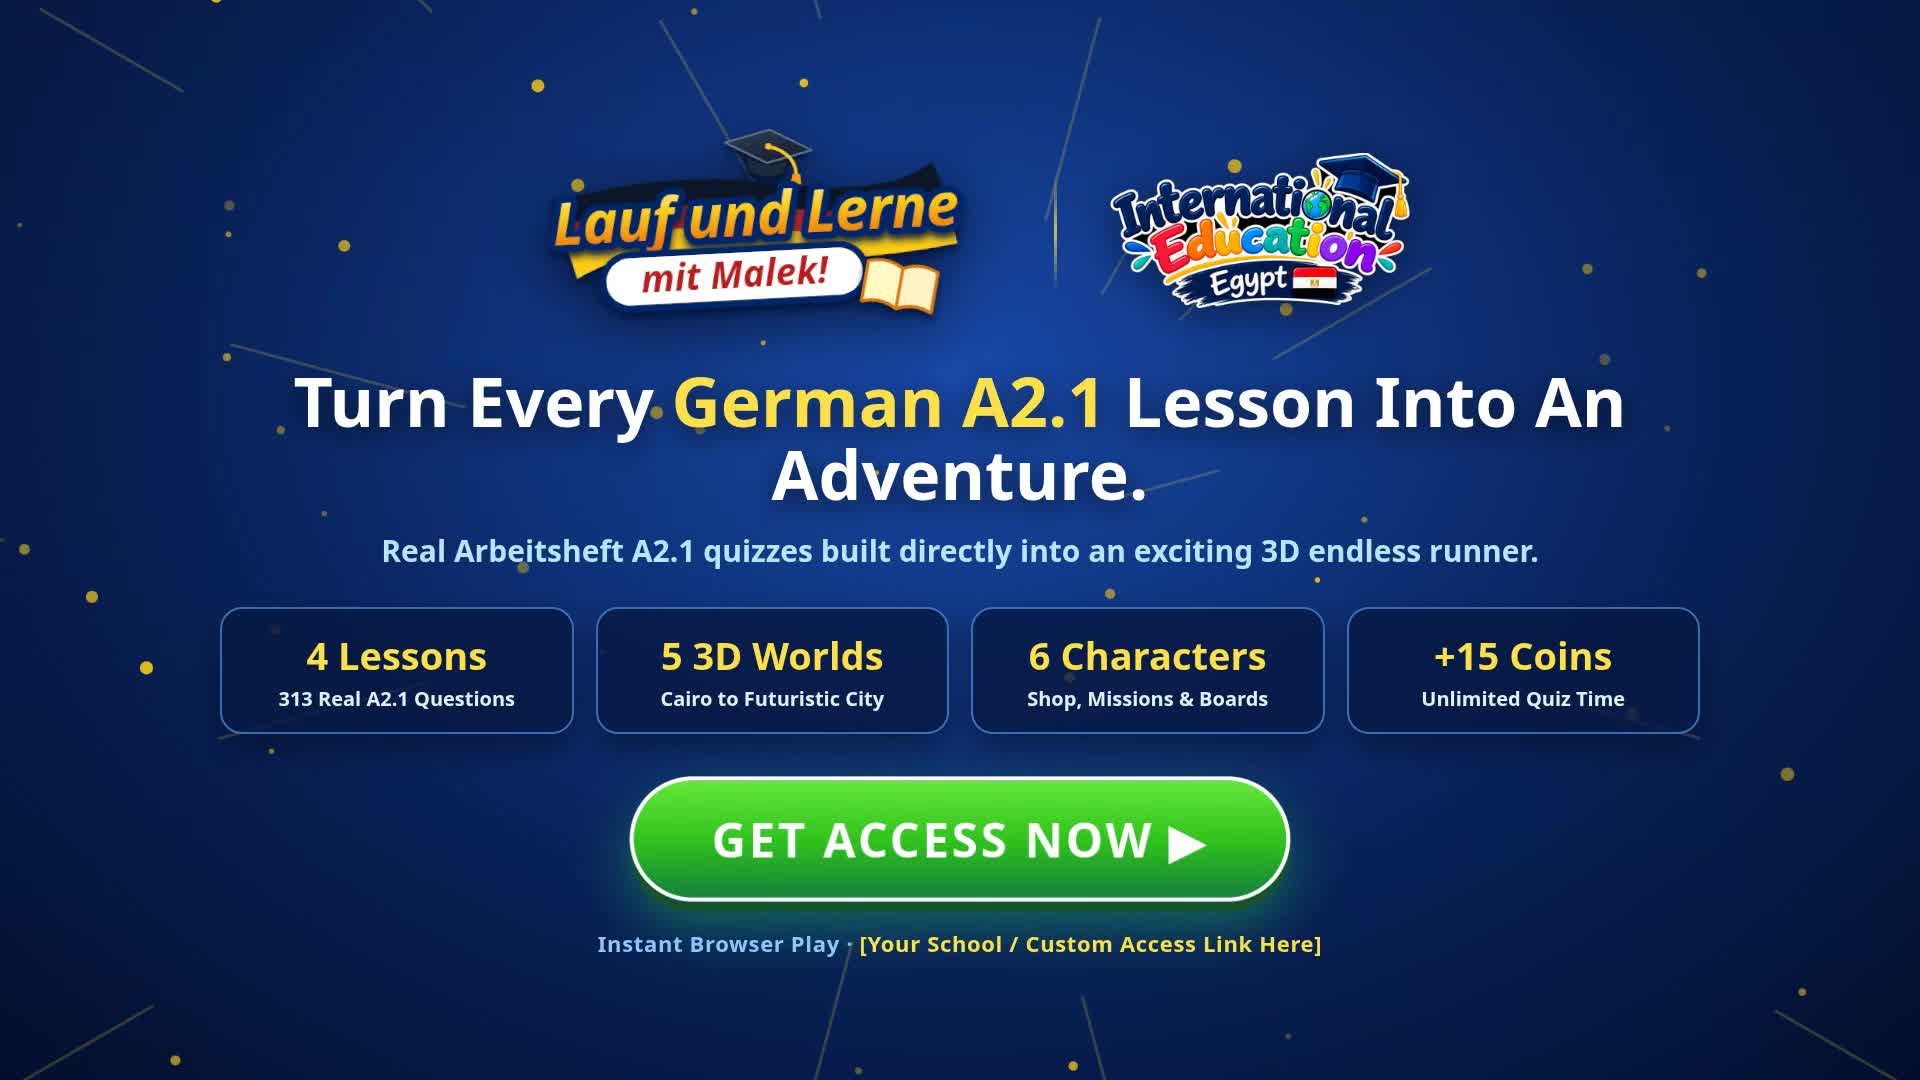 Lauf und Lerne
mit Malek!
International
Education
Egypt
Turn Every German A2.1 Lesson Into An
Adventure.
Real Arbeitsheft A2.1 quizzes built directly into an exciting 3D endless runner.
4 Lessons
313 Real A2.1 Questions
5 3D Worlds
Cairo to Futuristic City
6 Characters
Shop, Missions & Boards
+15 Coins
Unlimited Quiz Time
GET ACCESS NOW ▶
Instant Browser Play · [Your School / Custom Access Link Here]